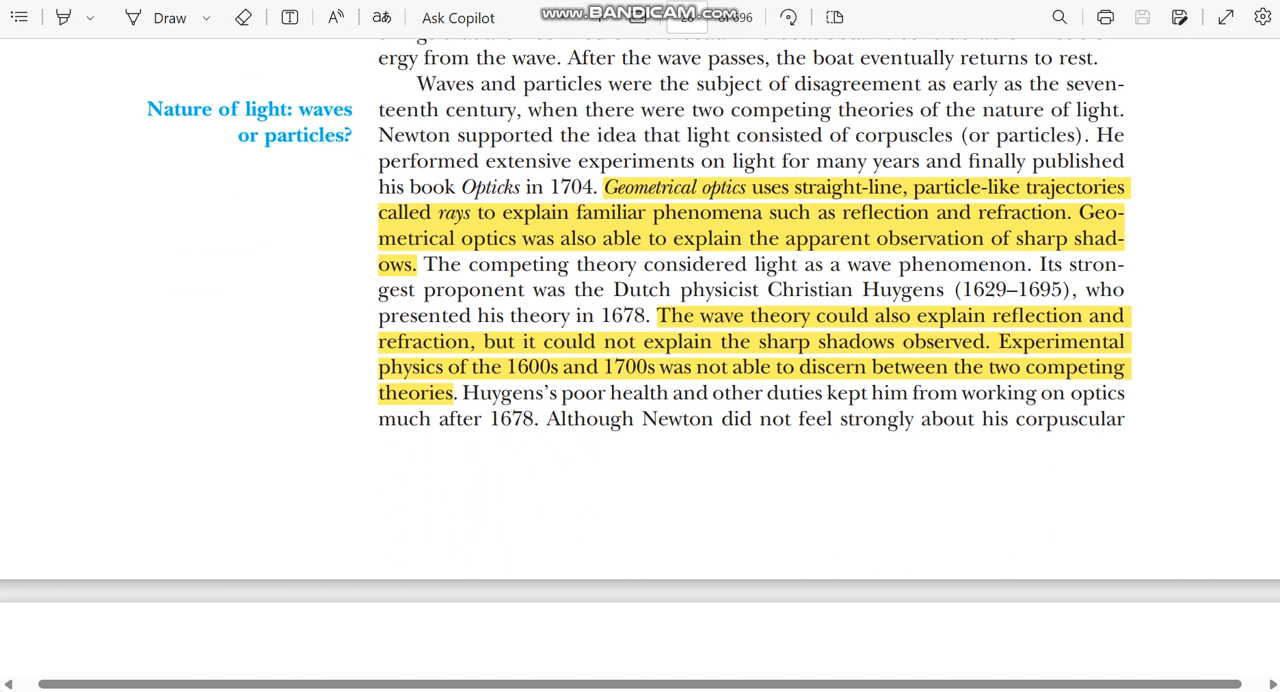 Draw
Ask Copilot
www.BANDICAM.com
of 696
ergy from the wave. After the wave passes, the boat eventually returns to rest.
Waves and particles were the subject of disagreement as early as the seven-
Nature of light: waves
or particles?
teenth century, when there were two competing theories of the nature of light.
Newton supported the idea that light consisted of corpuscles (or particles). He
performed extensive experiments on light for many years and finally published
his book Opticks in 1704. Geometrical optics uses straight-line, particle-like trajectories
called rays to explain familiar phenomena such as reflection and refraction. Geo-
metrical optics was also able to explain the apparent observation of sharp shad-
ows. The competing theory considered light as a wave phenomenon. Its stron-
gest proponent was the Dutch physicist Christian Huygens (1629–1695), who
presented his theory in 1678. The wave theory could also explain reflection and
refraction, but it could not explain the sharp shadows observed. Experimental
physics of the 1600s and 1700s was not able to discern between the two competing
theories. Huygens's poor health and other duties kept him from working on optics
much after 1678. Although Newton did not feel strongly about his corpuscular